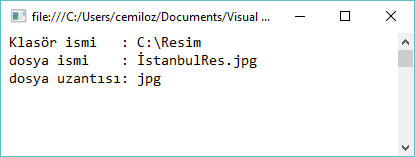 file:///C:/Users/cemiloz/Documents/Visual ...
Klasör ismi   : C:\Resim
dosya ismi    : İstanbulRes.jpg
dosya uzantısı: jpg